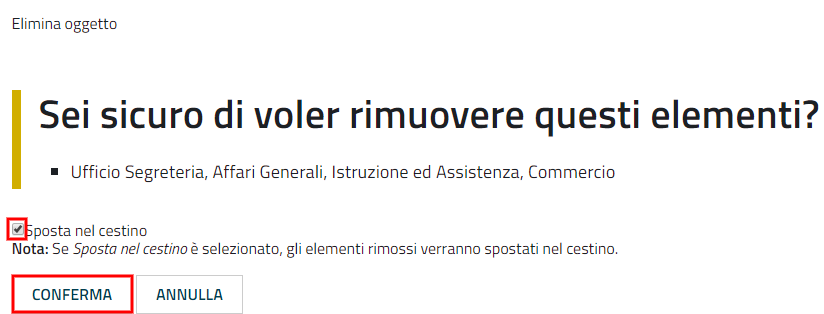 Elimina oggetto
Sei sicuro di voler rimuovere questi elementi?
Ufficio Segreteria, Affari Generali, Istruzione ed Assistenza, Commercio
Sposta nel cestino
Nota: Se Sposta nel cestino è selezionato, gli elementi rimossi verranno spostati nel cestino.
CONFERMA ANNULLA